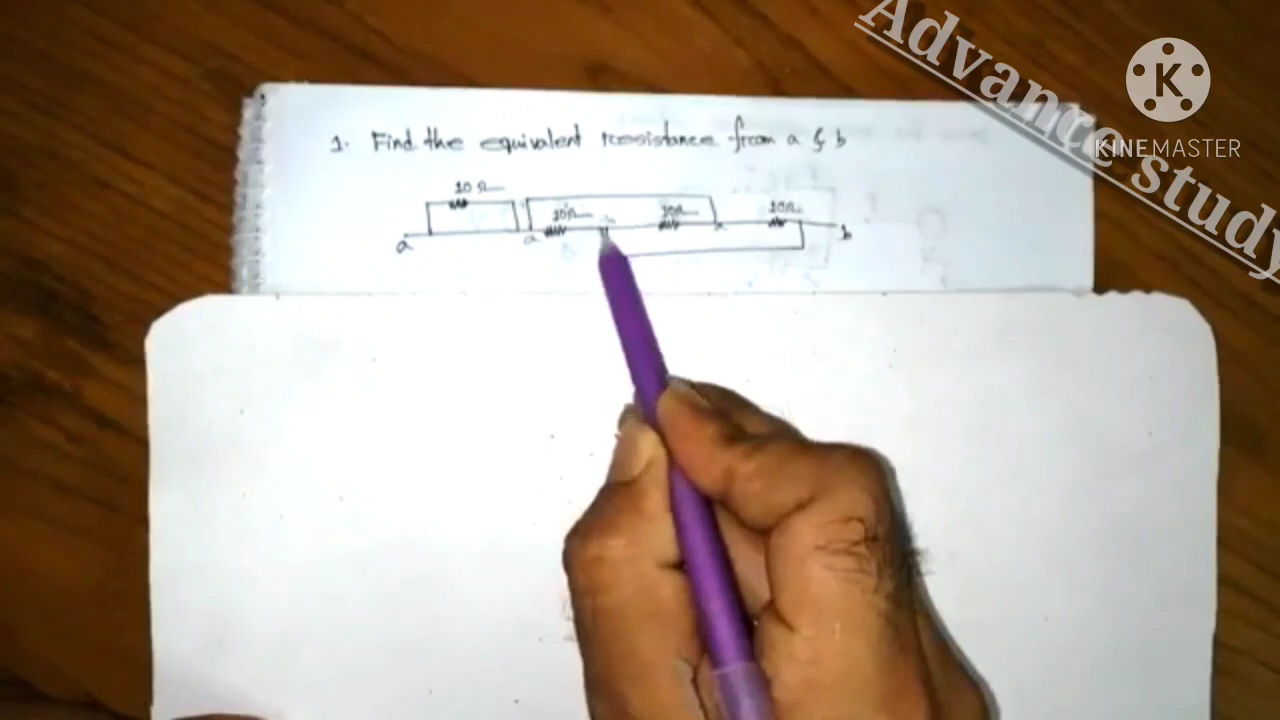 Advance study
KINEMASTER
1. Find the equivalent resistance from a & b
10 Ω
10Ω 10Ω 10Ω
a a b